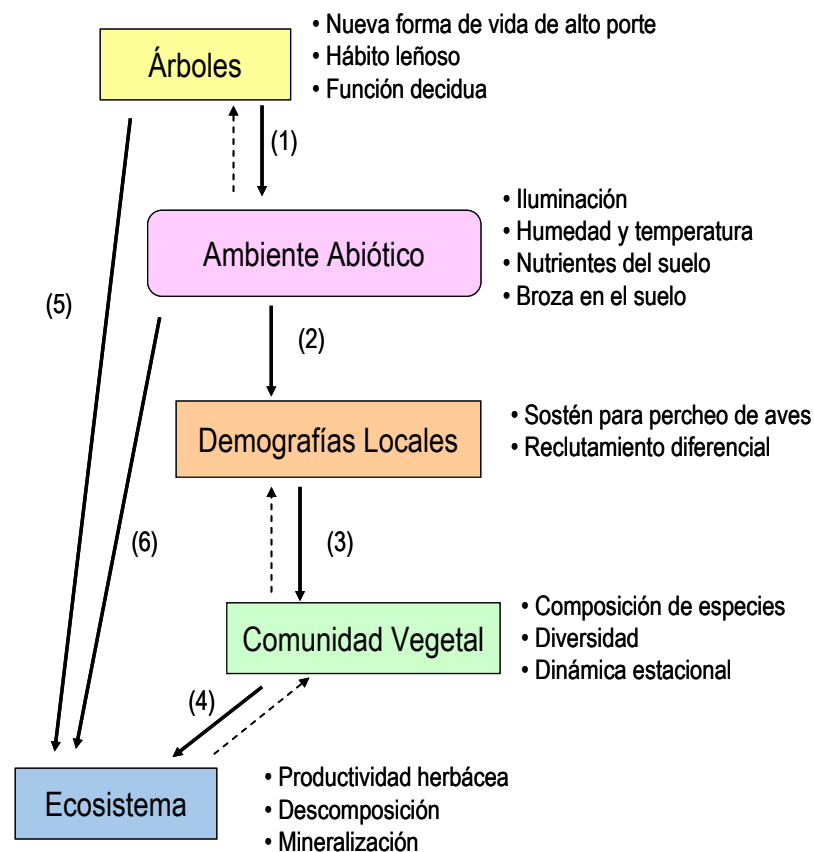 Árboles
• Nueva forma de vida de alto porte
• Hábito leñoso
• Función decidua
(1)
Ambiente Abiótico
• Iluminación
• Humedad y temperatura
• Nutrientes del suelo
• Broza en el suelo
(5)
(2)
Demografías Locales
• Sostén para percheo de aves
• Reclutamiento diferencial
(6)
(3)
Comunidad Vegetal
• Composición de especies
• Diversidad
• Dinámica estacional
(4)
Ecosistema
• Productividad herbácea
• Descomposición
• Mineralización